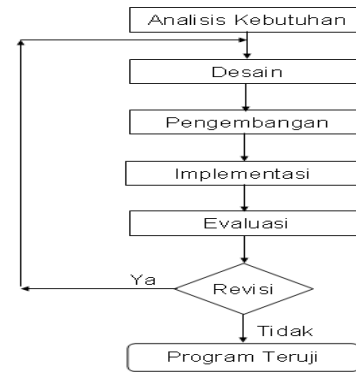 Analisis Kebutuhan
Desain
Pengembangan
Implementasi
Evaluasi
Ya
Revisi
Tidak
Program Teruji